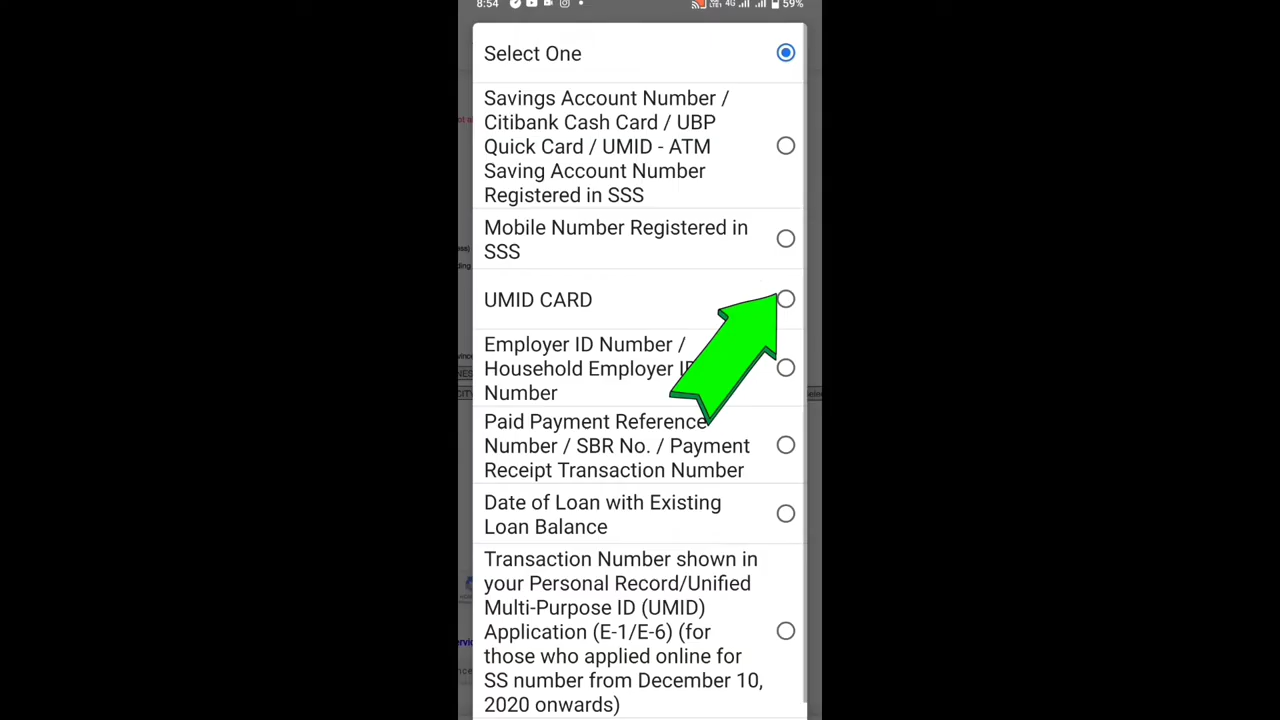 8:54
4G
59%
Select One
Savings Account Number /
Citibank Cash Card / UBP
Quick Card / UMID - ATM
Saving Account Number
Registered in SSS
Mobile Number Registered in
SSS
UMID CARD
Employer ID Number /
Household Employer ID
Number
Paid Payment Reference
Number / SBR No. / Payment
Receipt Transaction Number
Date of Loan with Existing
Loan Balance
Transaction Number shown in
your Personal Record/Unified
Multi-Purpose ID (UMID)
Application (E-1/E-6) (for
those who applied online for
SS number from December 10,
2020 onwards)